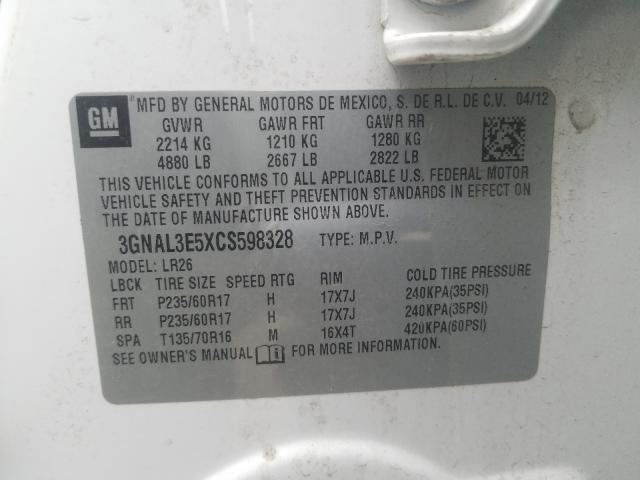 GM MFD BY GENERAL MOTORS DE MEXICO, S. DE R.L. DE C.V. 04/12
GVWR GAWR FRT GAWR RR
2214 KG 1210 KG 1280 KG
4880 LB 2667 LB 2822 LB
THIS VEHICLE CONFORMS TO ALL APPLICABLE U.S. FEDERAL MOTOR
VEHICLE SAFETY AND THEFT PREVENTION STANDARDS IN EFFECT ON
THE DATE OF MANUFACTURE SHOWN ABOVE.
3GNAL3E5XCS598328 TYPE: M.P.V.
MODEL: LR26
LBCK TIRE SIZE SPEED RTG RIM COLD TIRE PRESSURE
FRT P235/60R17 H 17X7J 240KPA(35PSI)
RR P235/60R17 H 17X7J 240KPA(35PSI)
SPA T135/70R16 M 16X4T 420KPA(60PSI)
SEE OWNER'S MANUAL FOR MORE INFORMATION.